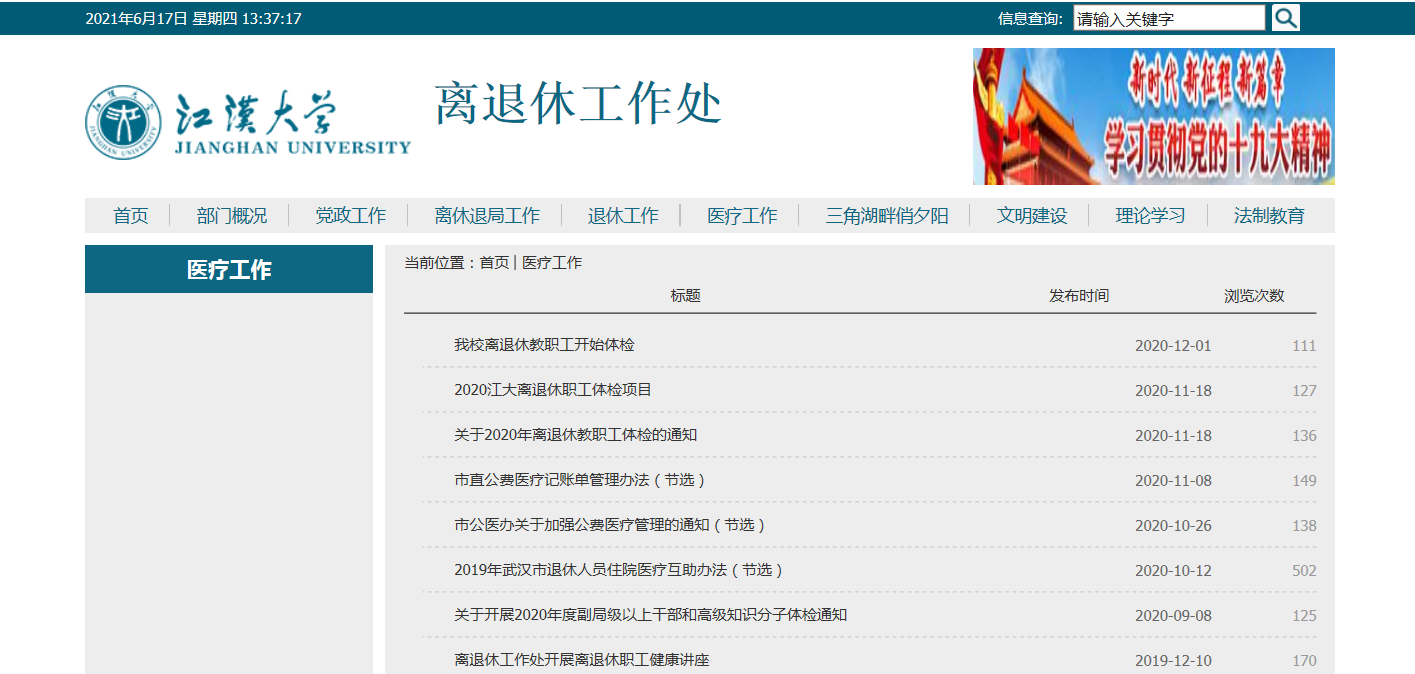 2021年6月17日 星期四 13:37:17
信息查询: 请输入关键字
江漢大学
JIANGHAN UNIVERSITY
离退休工作处
新时代 新征程 新篇章
学习贯彻党的十九大精神
首页 部门概况 党政工作 离休退局工作 退休工作 医疗工作 三角湖畔俏夕阳 文明建设 理论学习 法制教育
医疗工作
当前位置：首页 | 医疗工作
标题 发布时间 浏览次数
我校离退休教职工开始体检 2020-12-01 111
2020江大离退休职工体检项目 2020-11-18 127
关于2020年离退休教职工体检的通知 2020-11-18 136
市直公费医疗记账单管理办法（节选） 2020-11-08 149
市公医办关于加强公费医疗管理的通知（节选） 2020-10-26 138
2019年武汉市退休人员住院医疗互助办法（节选） 2020-10-12 502
关于开展2020年度副局级以上干部和高级知识分子体检通知 2020-09-08 125
离退休工作处开展离退休职工健康讲座 2019-12-10 170